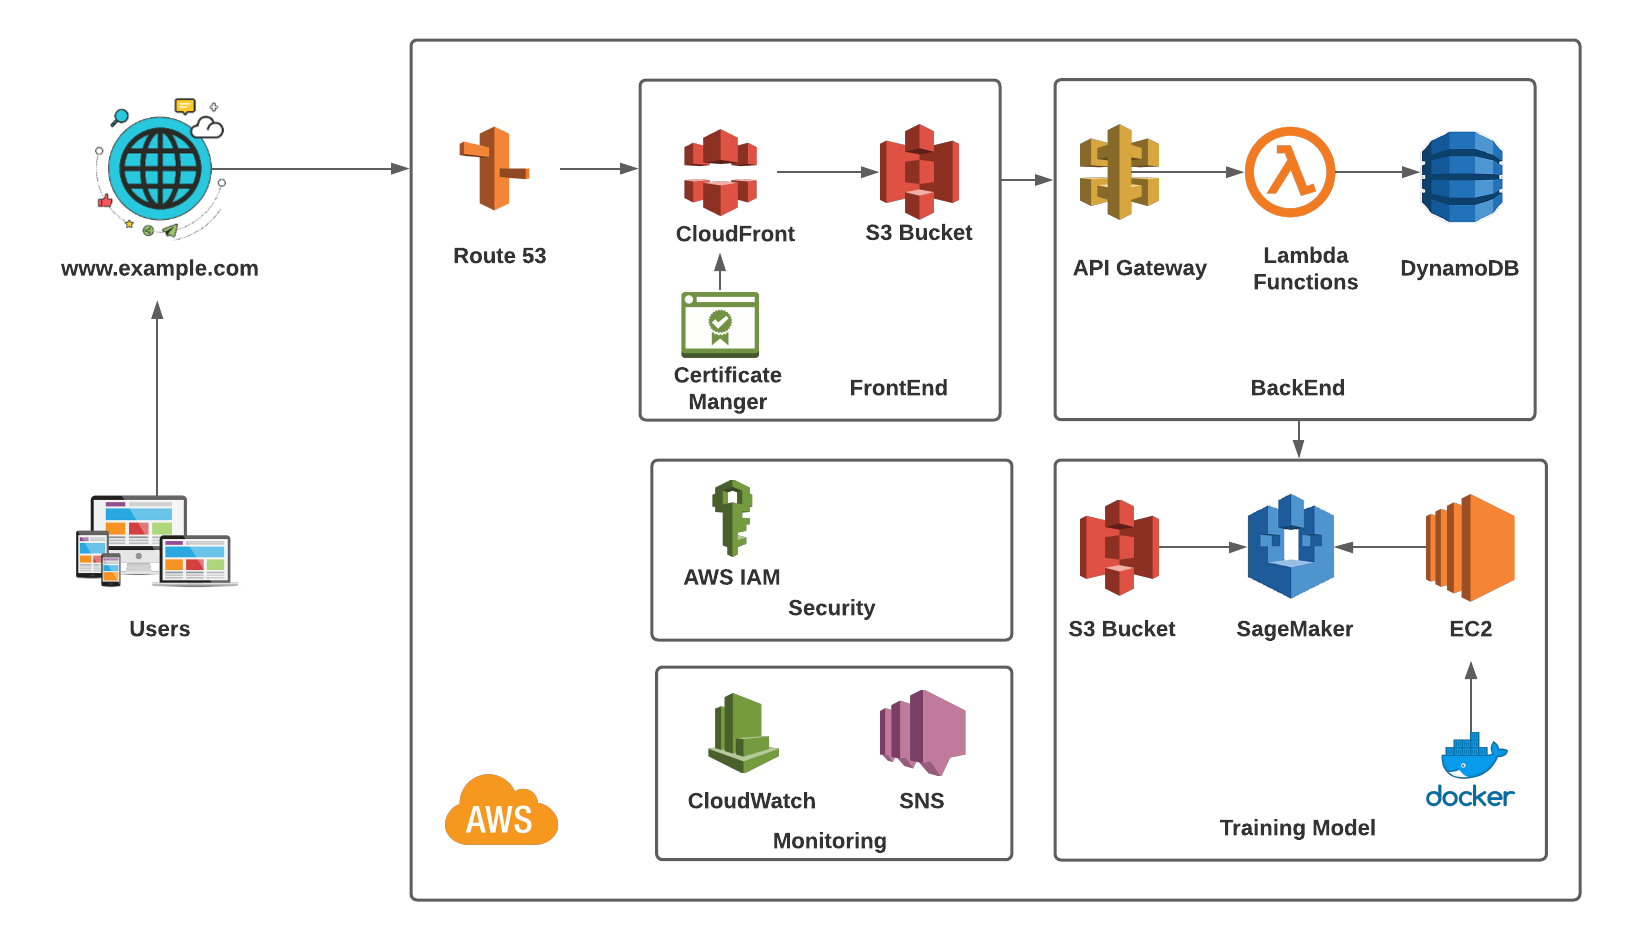 www.example.com
Users
Route 53
CloudFront
S3 Bucket
Certificate
Manger
FrontEnd
API Gateway
Lambda
Functions
DynamoDB
BackEnd
AWS IAM
Security
CloudWatch
SNS
Monitoring
S3 Bucket
SageMaker
EC2
docker
Training Model
AWS